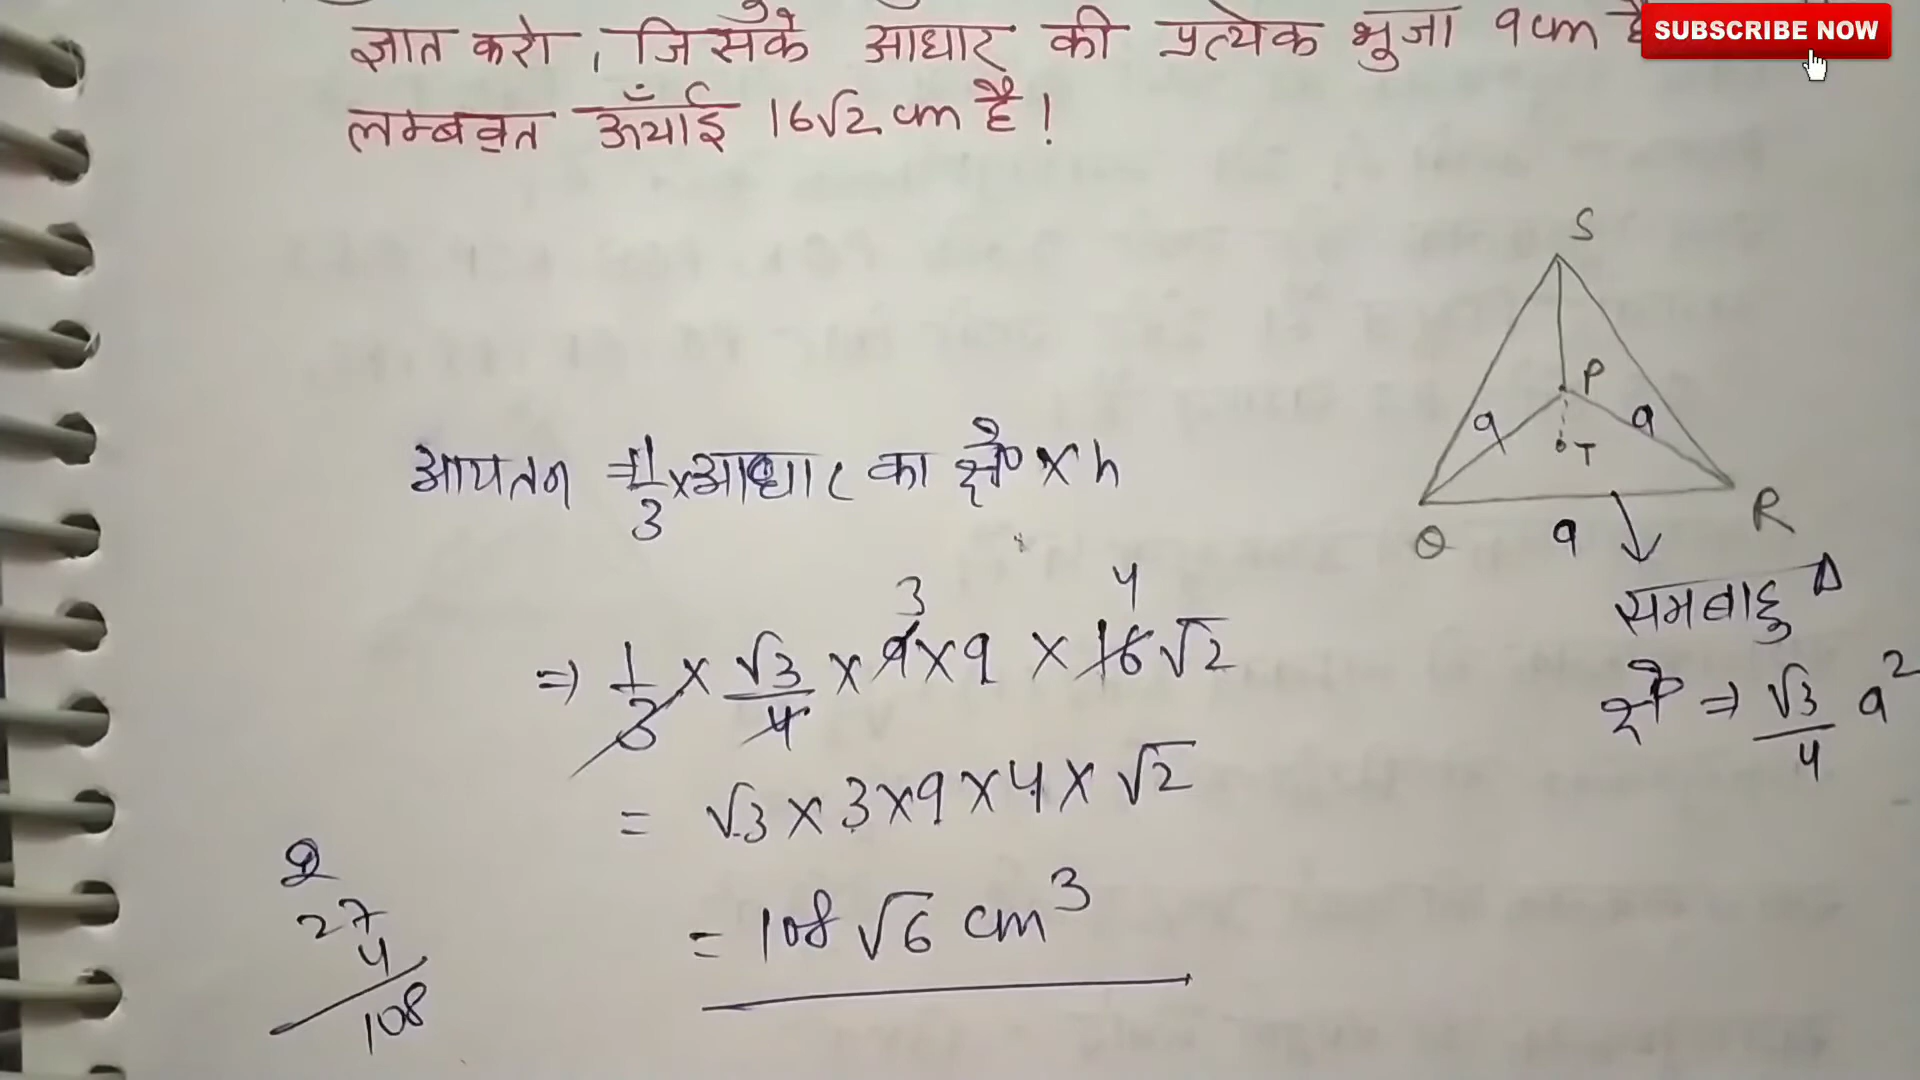 ज्ञात करो, जिसके आधार की प्रत्येक भुजा 9cm है
SUBSCRIBE NOW
लम्बवत ऊँचाई 16√2 cm है!
S
P
9
9
T
Q
9
R
समबाहु Δ
क्षे० ⇒ √3/4 a²
आयतन = 1/3 × आधार का क्षे० × h
3 4
⇒ 1/3 × √3/4 × 9×9 × 16√2
= √3 × 3×9×4× √2
= 108 √6 cm³
2
27
4
108